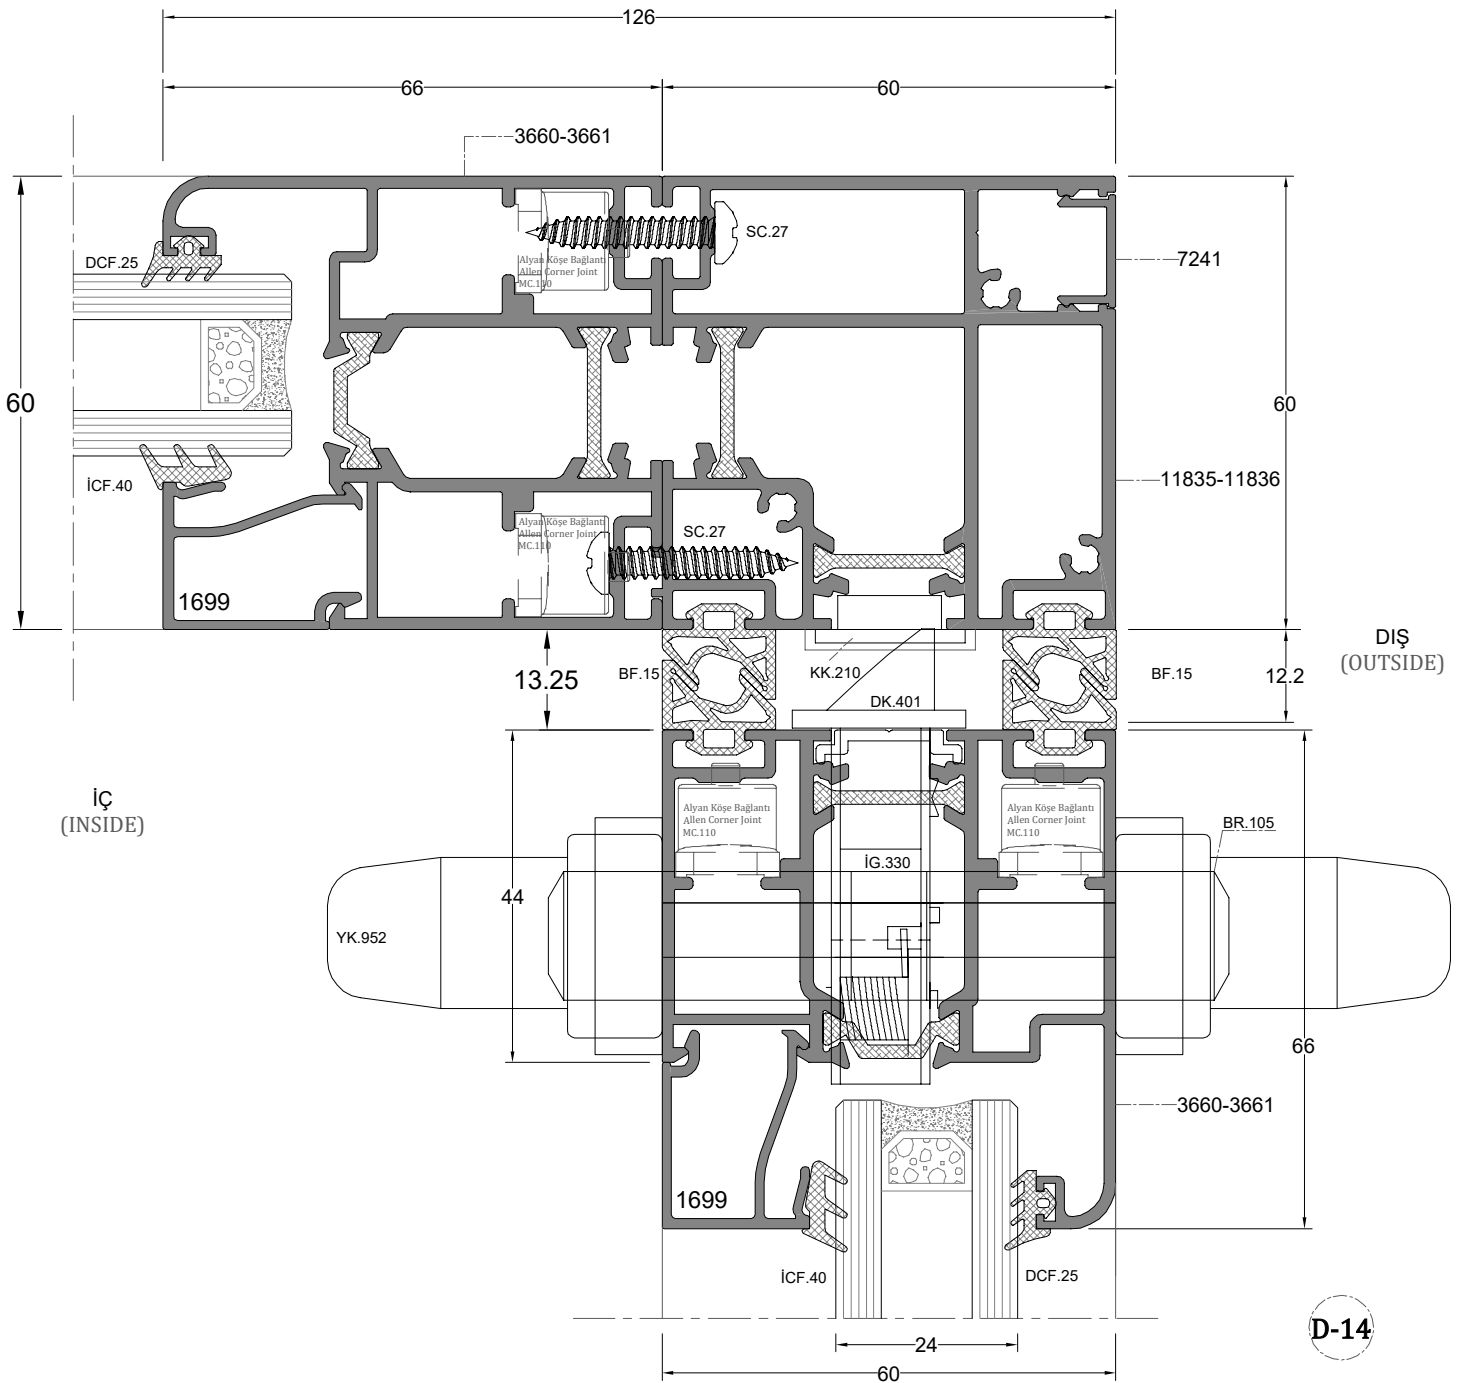 126
66
60
3660-3661
SC.27
DCF.25
7241
Alyan Köşe Bağlantı
Allen Corner Joint
MC.110
60
60
İCF.40
11835-11836
Alyan Köşe Bağlantı
Allen Corner Joint
MC.110
SC.27
1699
DIŞ
(OUTSIDE)
13.25
BF.15
KK.210
BF.15
12.2
DK.401
İÇ
(INSIDE)
Alyan Köşe Bağlantı
Allen Corner Joint
MC.110
Alyan Köşe Bağlantı
Allen Corner Joint
MC.110
BR.105
İG.330
44
YK.952
66
3660-3661
1699
İCF.40
DCF.25
D-14
24
60